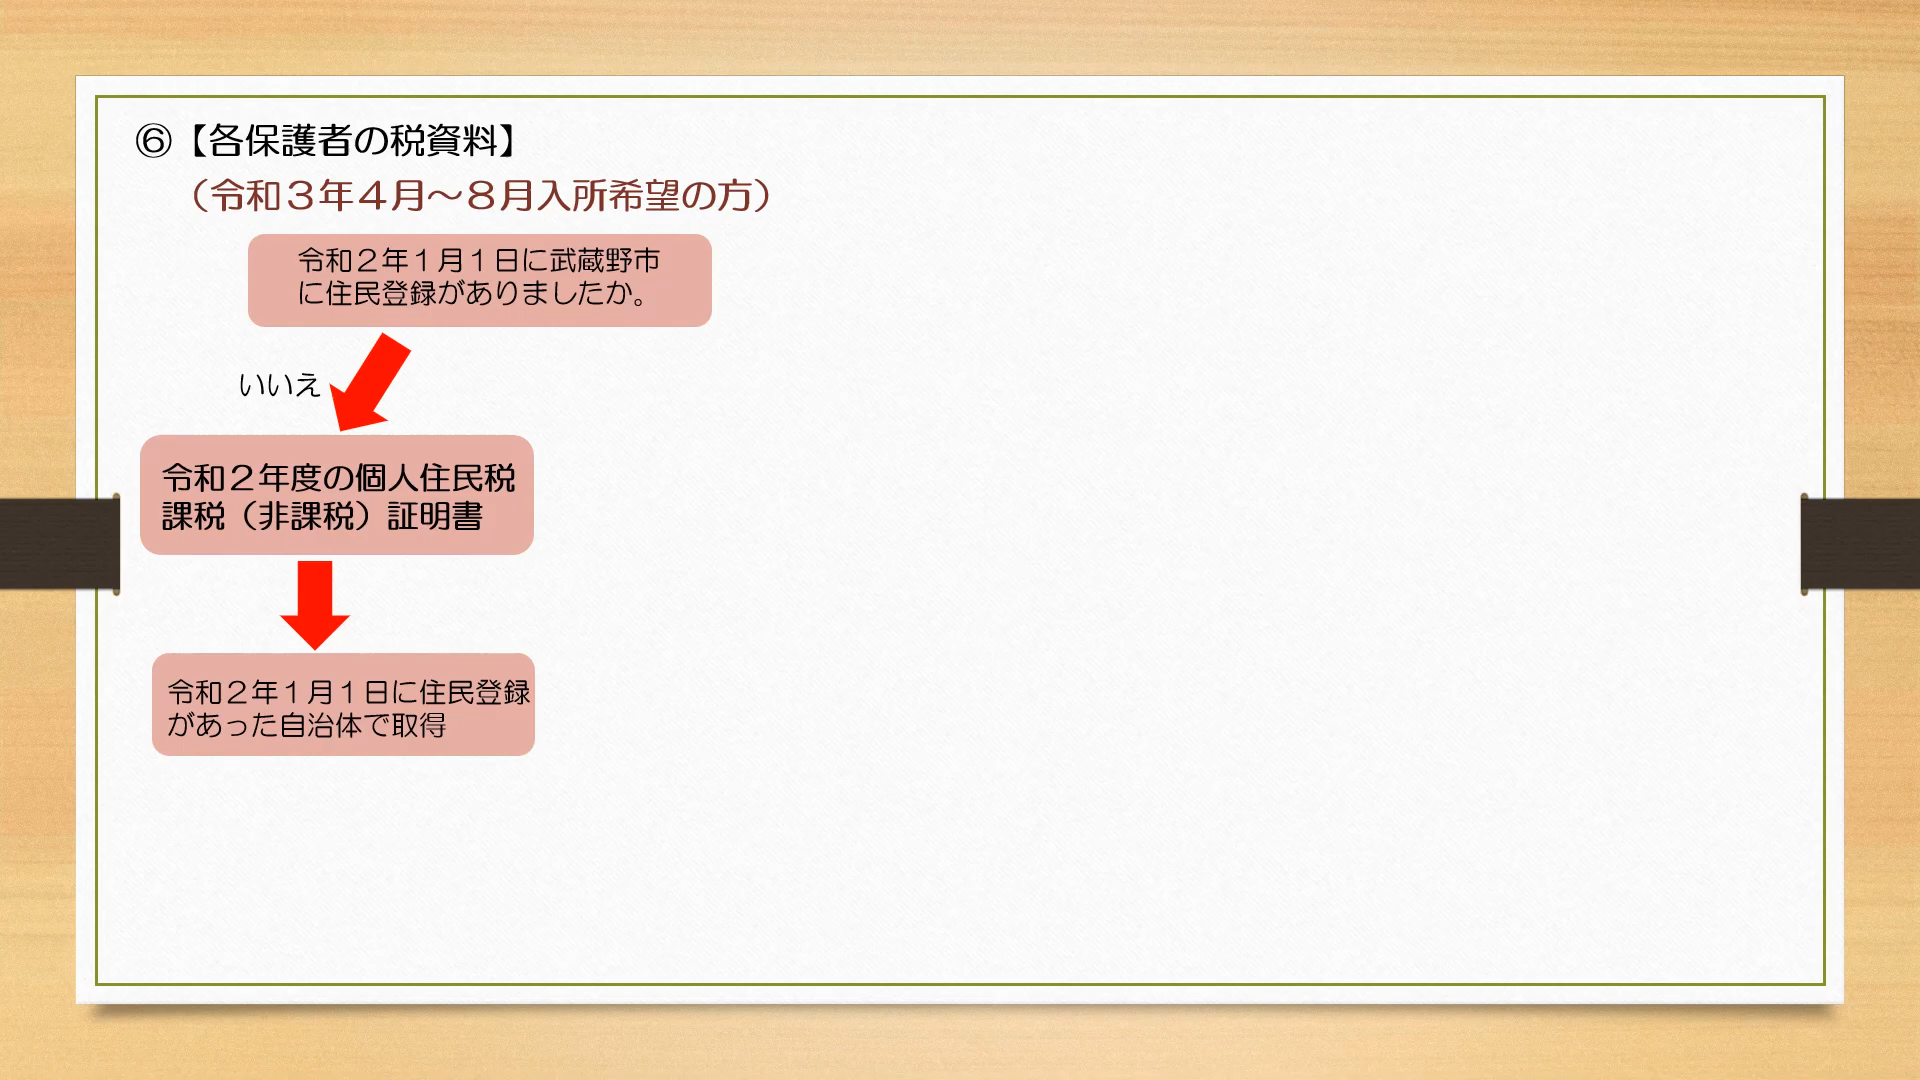 ⑥【各保護者の税資料】
（令和３年４月～８月入所希望の方）
令和２年１月１日に武蔵野市
に住民登録がありましたか。
いいえ
令和２年度の個人住民税
課税（非課税）証明書
令和２年１月１日に住民登録
があった自治体で取得